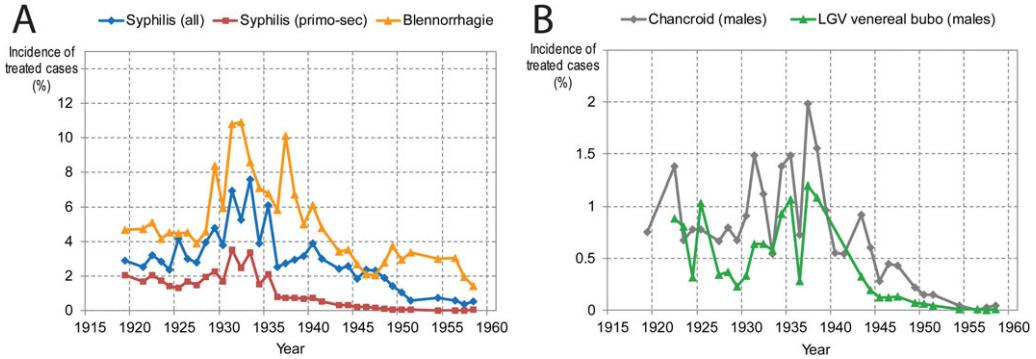 A
Syphilis (all) Syphilis (primo-sec) Blennorrhagie
Incidence of
treated cases
(%)
14
12
10
8
6
4
2
0
1915 1920 1925 1930 1935 1940 1945 1950 1955 1960
Year
B
Chancroid (males) LGV venereal bubo (males)
Incidence of
treated cases
(%)
2
1.5
1
0.5
0
1915 1920 1925 1930 1935 1940 1945 1950 1955 1960
Year